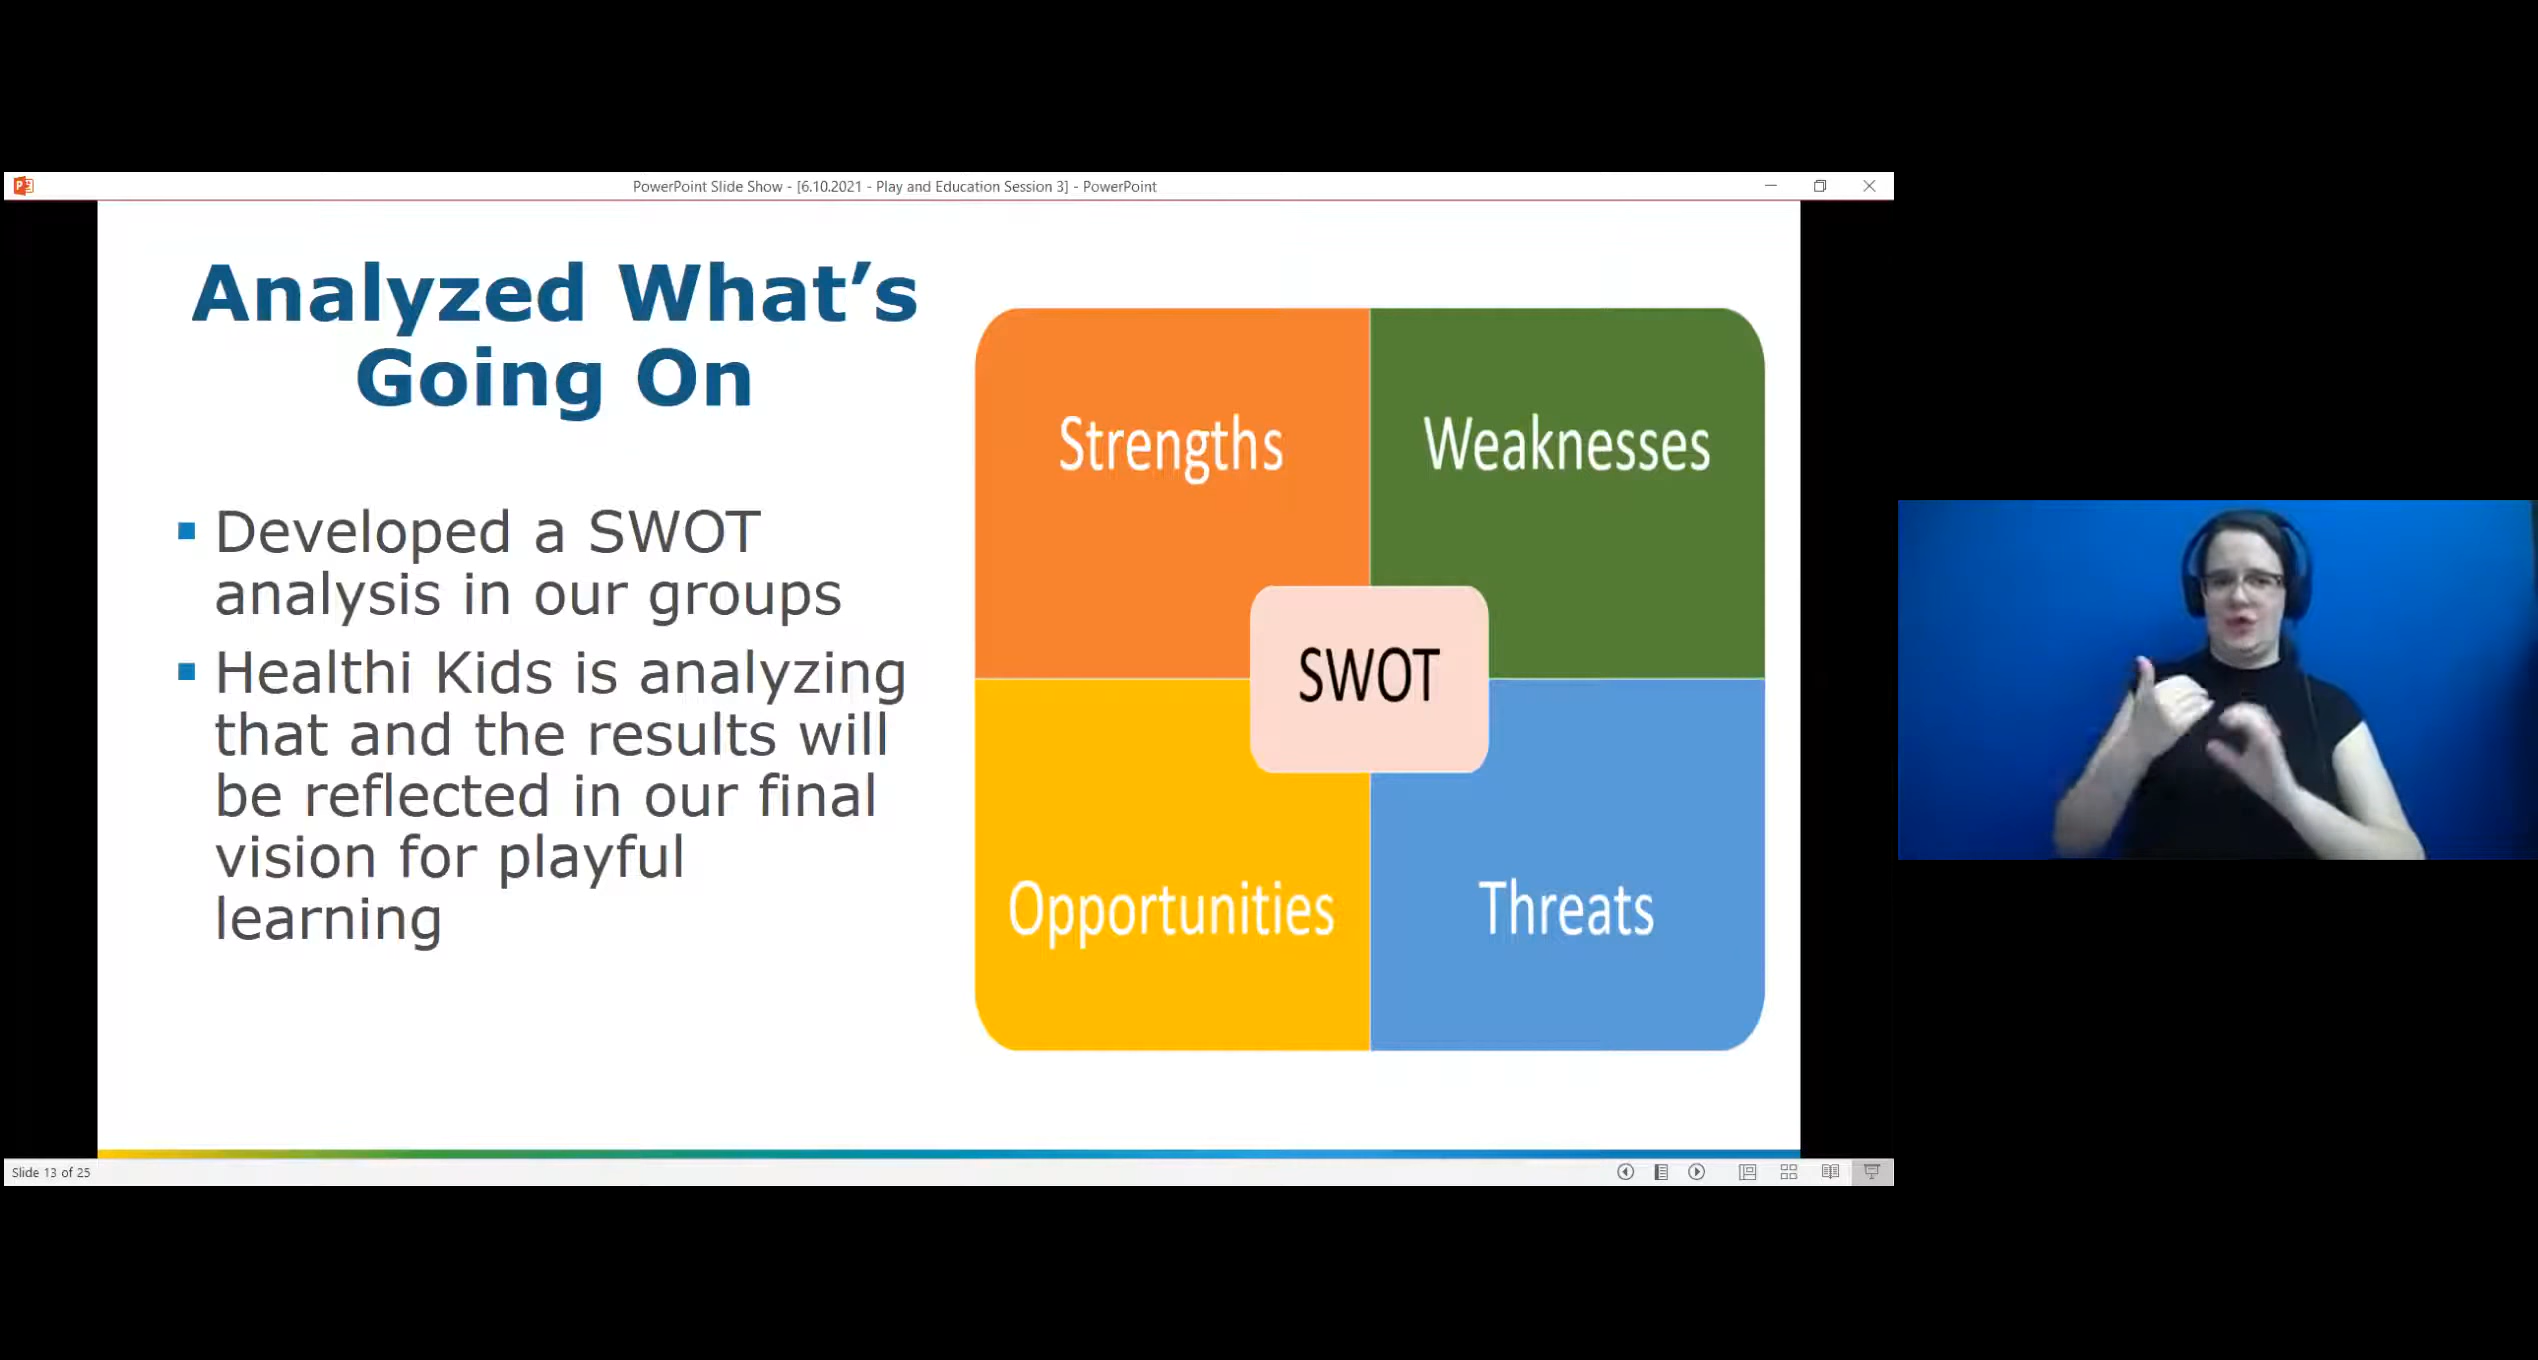 PowerPoint Slide Show - [6.10.2021 - Play and Education Session 3] - PowerPoint
Analyzed What’s
Going On
Developed a SWOT
analysis in our groups
Healthi Kids is analyzing
that and the results will
be reflected in our final
vision for playful
learning
Strengths
Weaknesses
SWOT
Opportunities
Threats
Slide 13 of 25